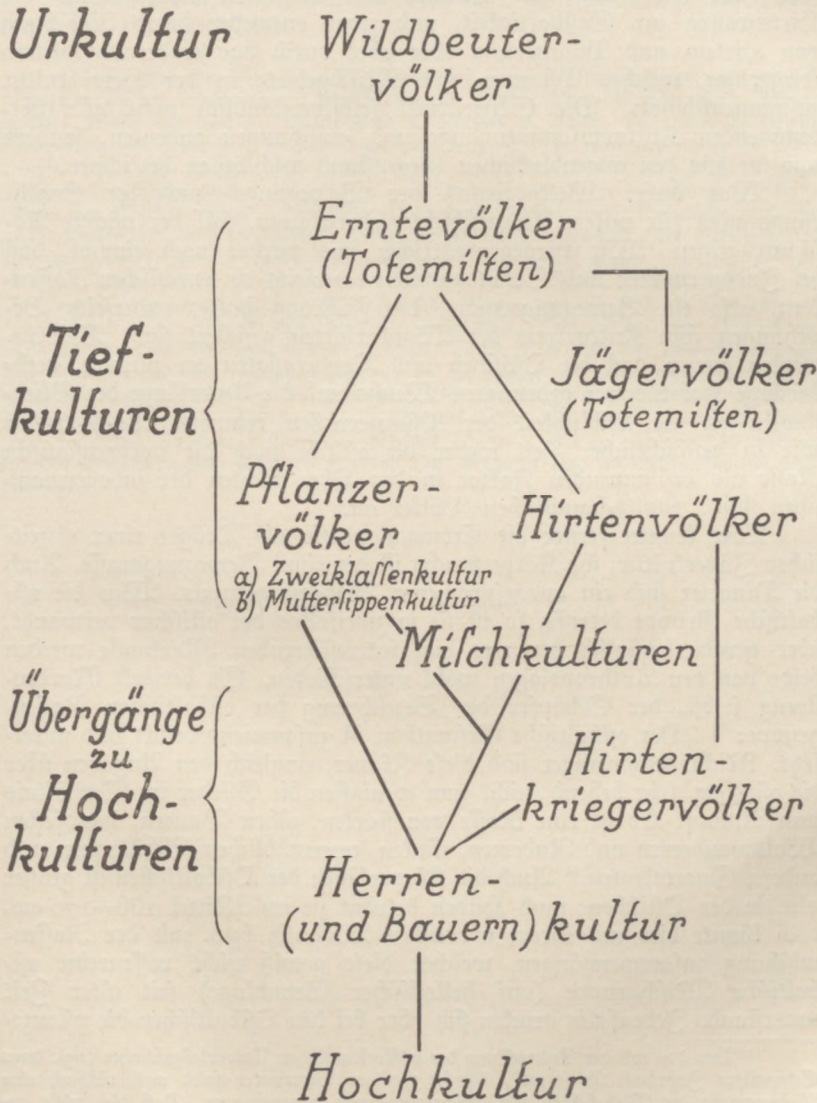 Urkultur
Wildbeuter-
völker
Erntevölker
(Totemiſten)
Tief-
kulturen
Jägervölker
(Totemiſten)
Pflanzer-
völker
a) Zweiklaſſenkultur
b) Mutterſippenkultur
Hirtenvölker
Miſchkulturen
Übergänge
zu
Hoch-
kulturen
Hirten-
kriegervölker
Herren-
(und Bauern) kultur
Hochkultur